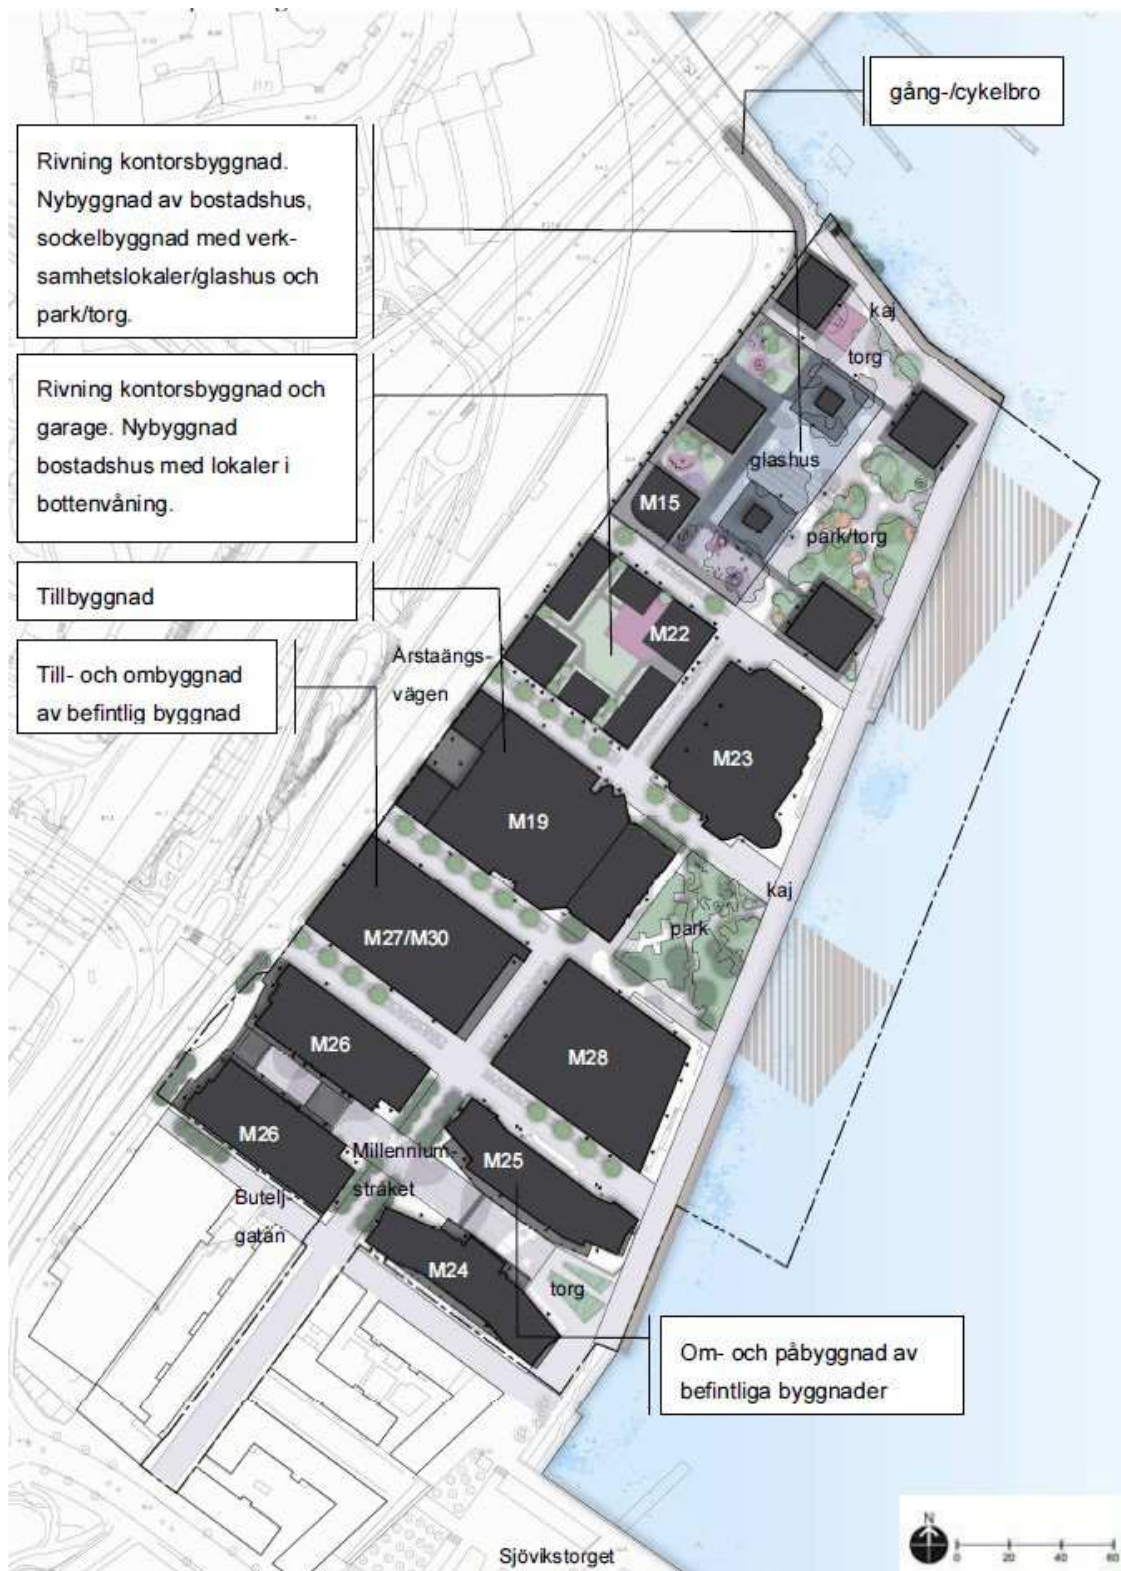 gång-/cykelbro
Rivning kontorsbyggnad.
Nybyggnad av bostadshus,
sockelbyggnad med verk-
samhetslokaler/glashus och
park/torg.
Rivning kontorsbyggnad och
garage. Nybyggnad
bostadshus med lokaler i
bottenvåning.
Tillbyggnad
Till- och ombyggnad
av befintlig byggnad
kaj
torg
glashus
M15
park/torg
M22
Årstaängs-
vägen
M23
M19
kaj
park
M27/M30
M26
M28
M26
Millennium-
stråket
M25
Butelj-
gatan
M24
torg
Om- och påbyggnad av
befintliga byggnader
Sjövikstorget
N
0 20 40 60